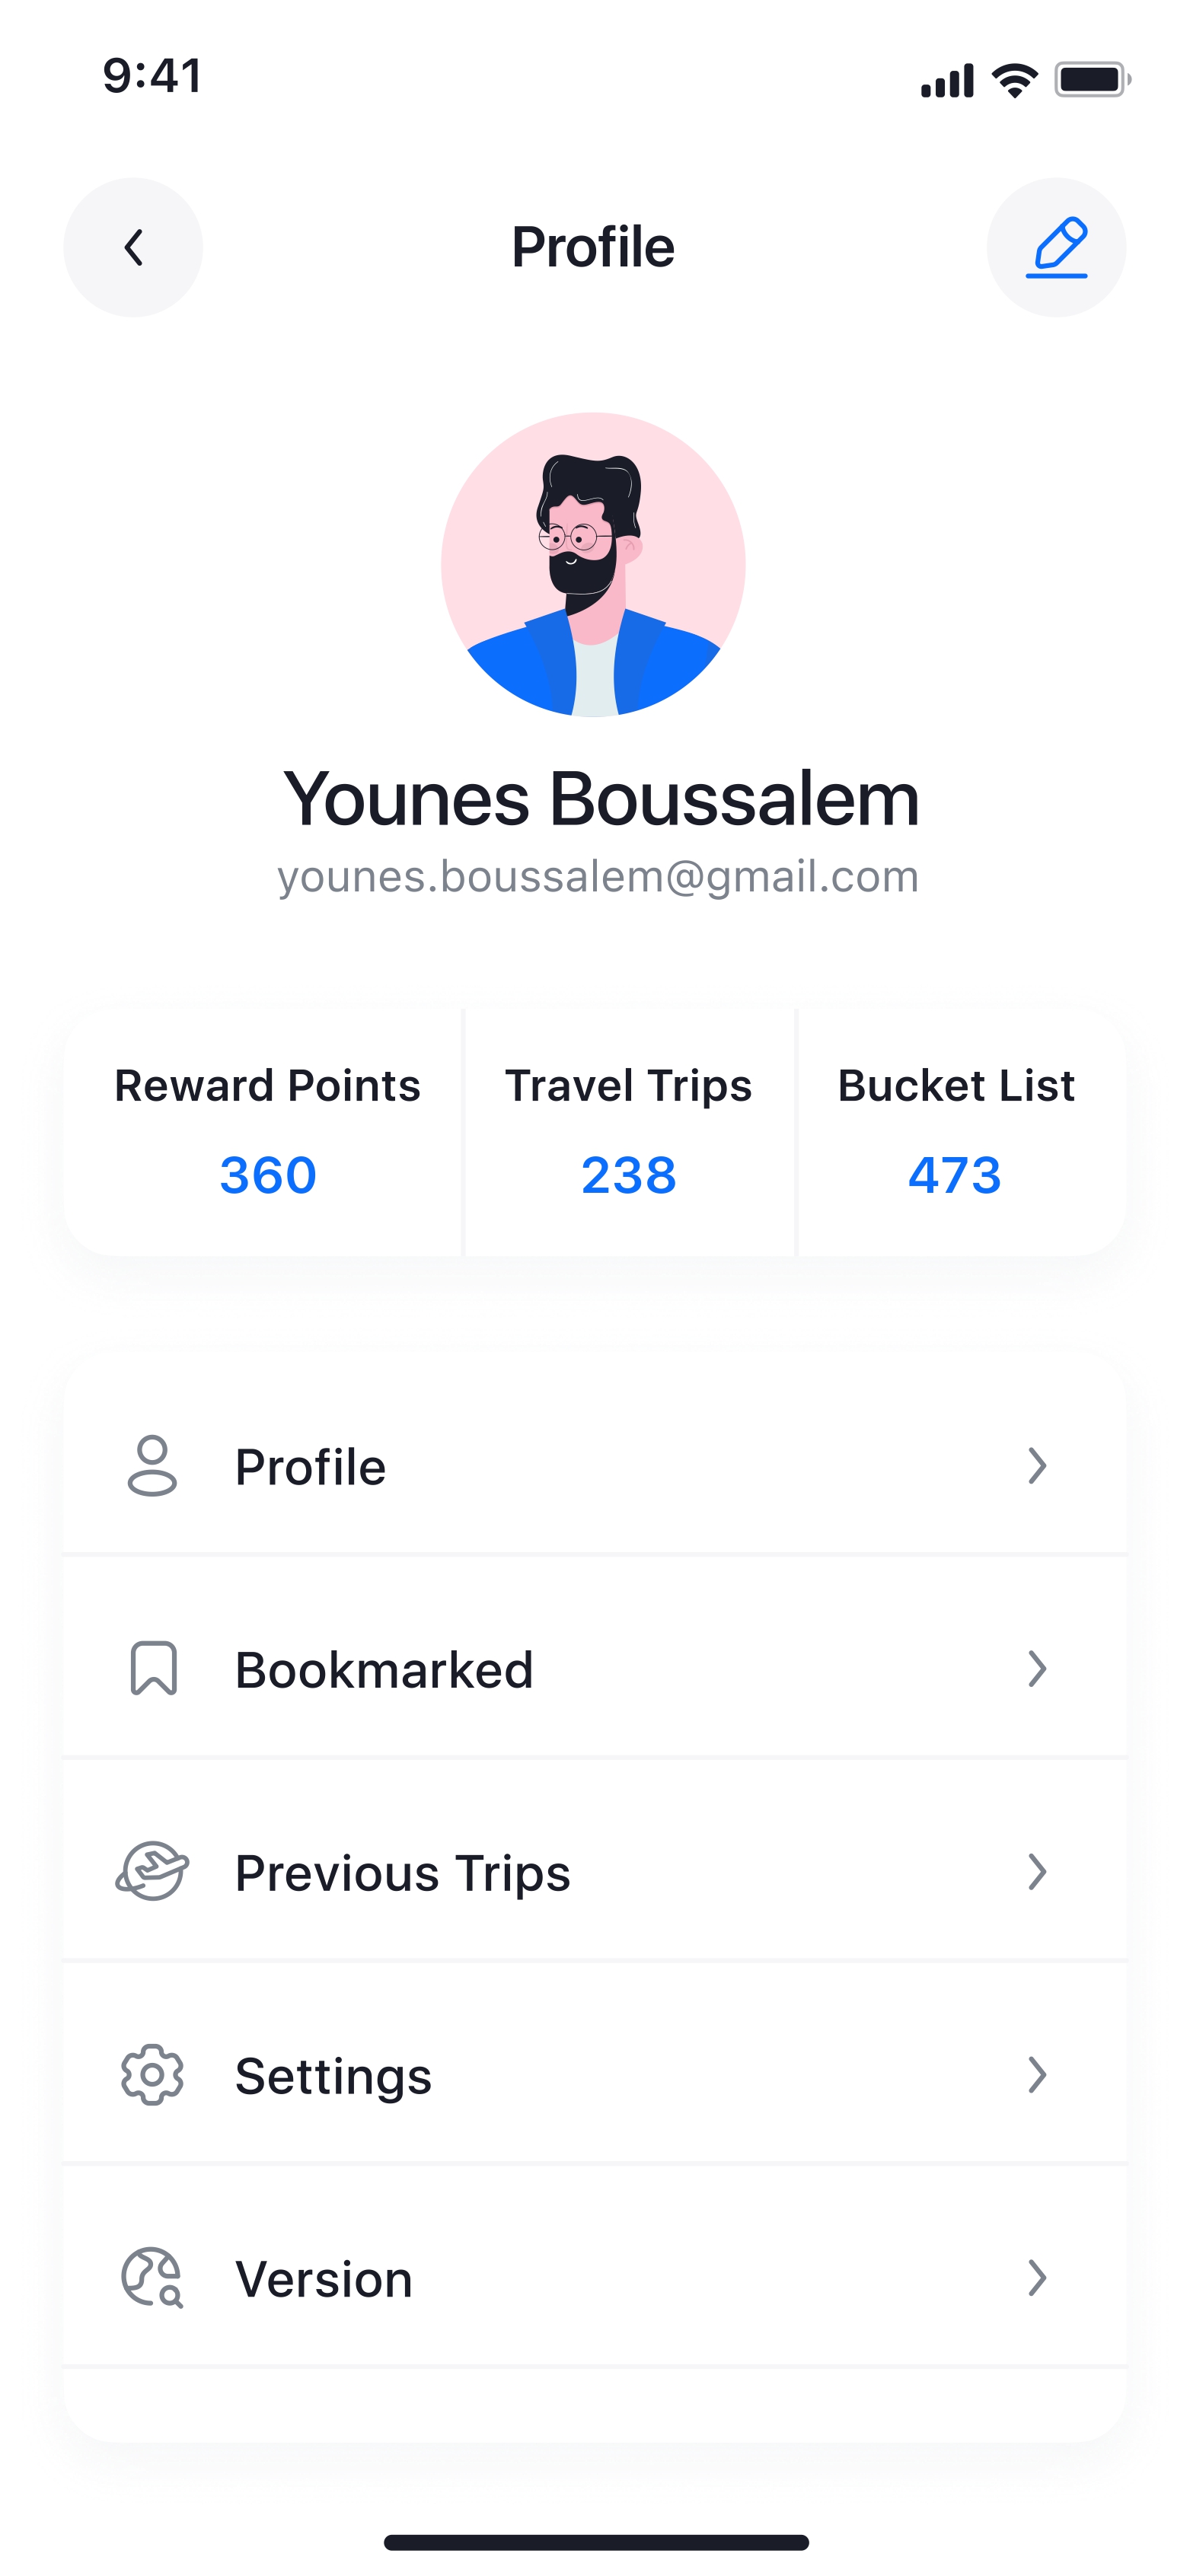 9:41
Profile
Younes Boussalem
younes.boussalem@gmail.com
Reward Points Travel Trips Bucket List
360 238 473
Profile
Bookmarked
Previous Trips
Settings
Version